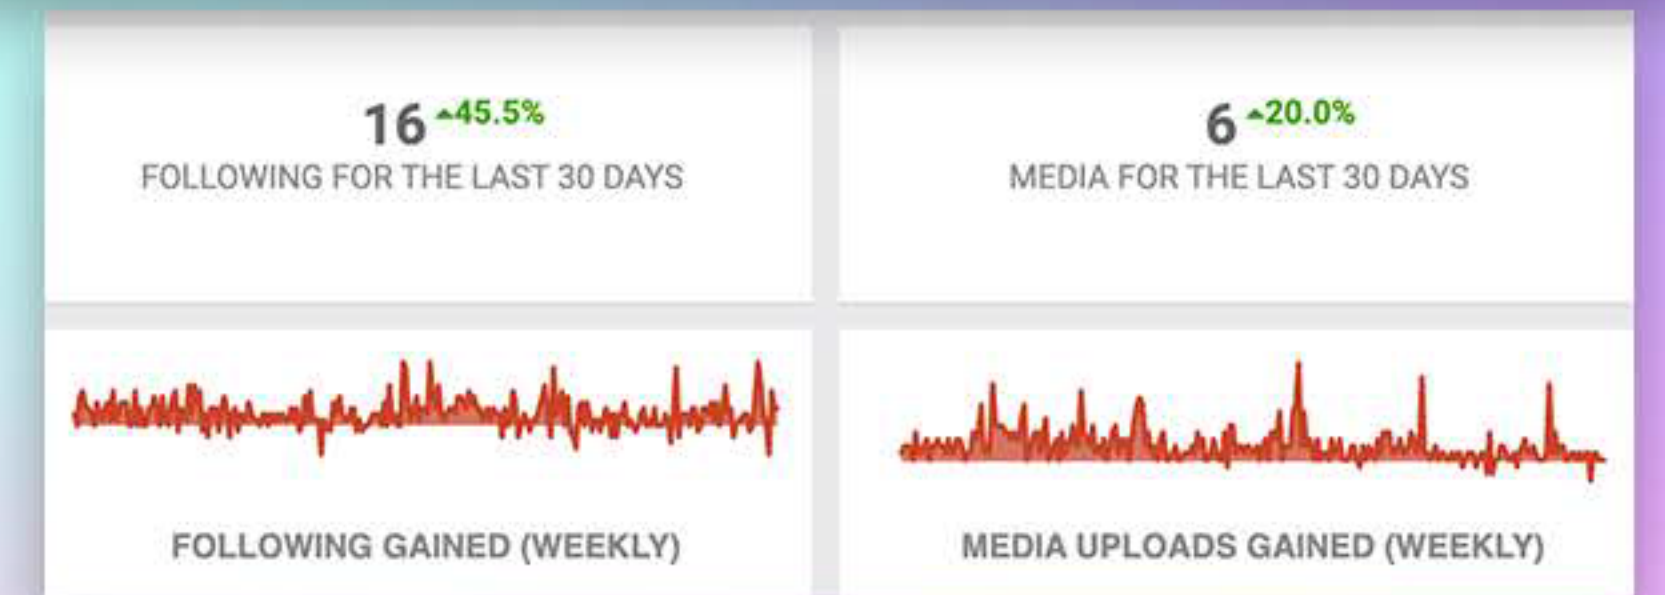 16 ▲45.5%
FOLLOWING FOR THE LAST 30 DAYS
6 ▲20.0%
MEDIA FOR THE LAST 30 DAYS
FOLLOWING GAINED (WEEKLY)
MEDIA UPLOADS GAINED (WEEKLY)